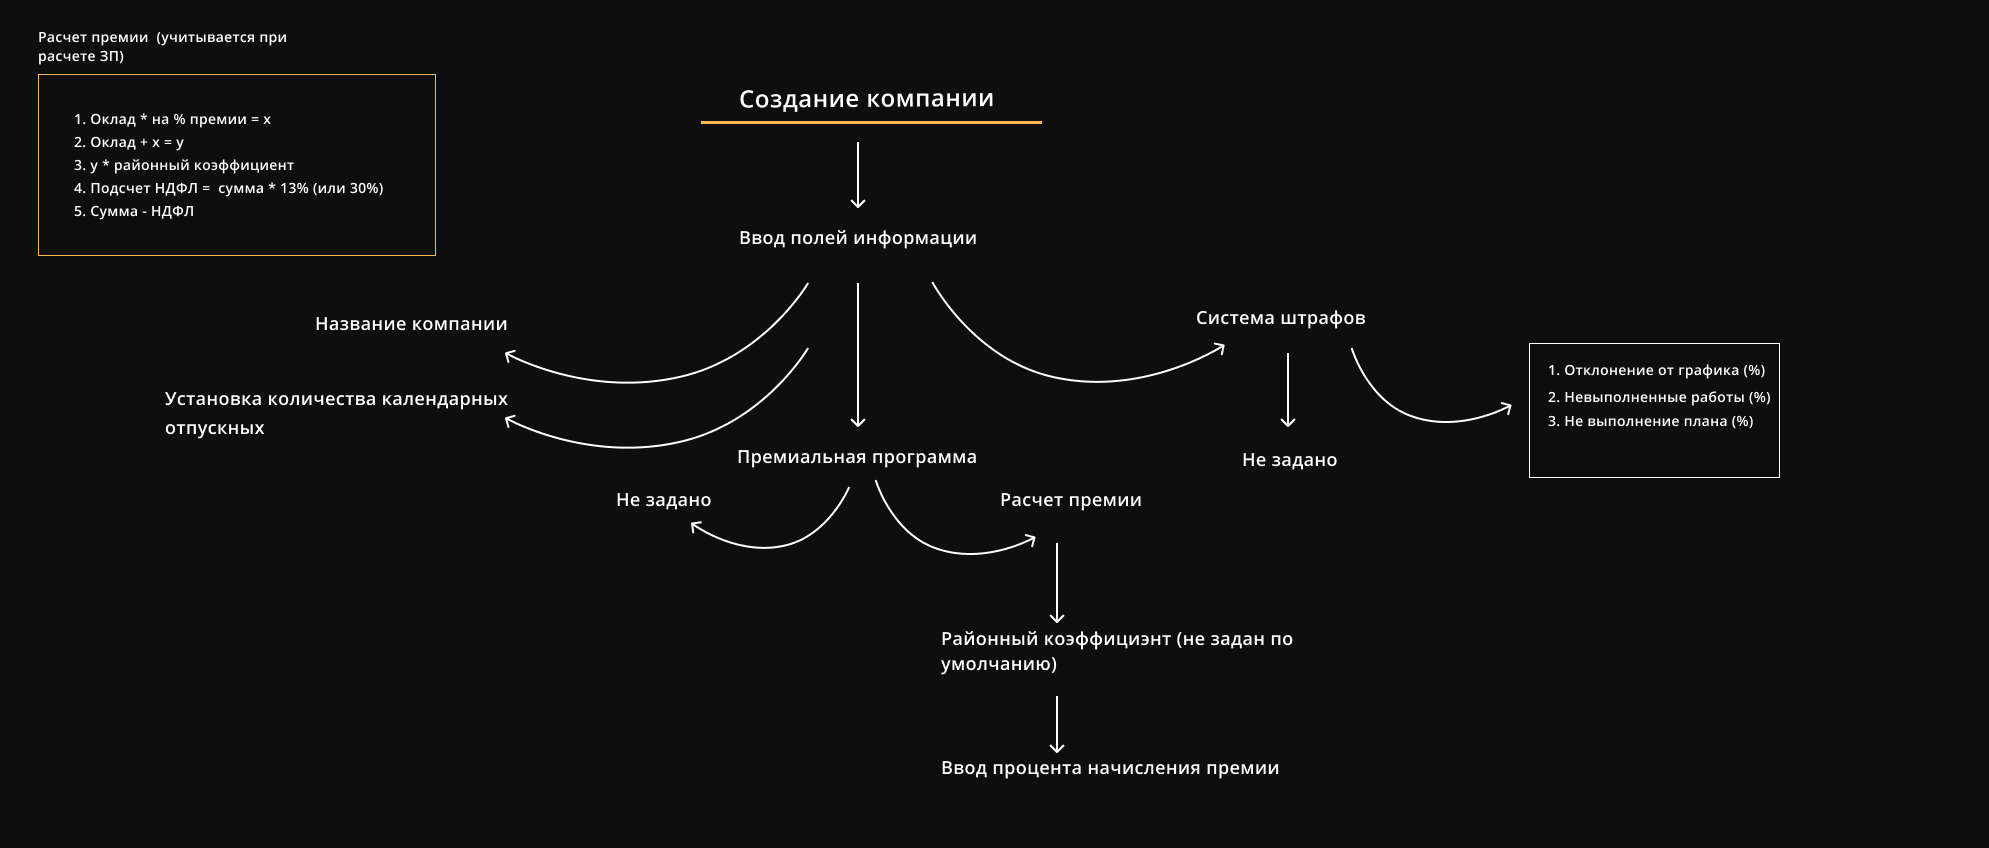 Расчет премии (учитывается при
расчете ЗП)
1. Оклад * на % премии = x
2. Оклад + x = y
3. y * районный коэффициент
4. Подсчет НДФЛ = сумма * 13% (или 30%)
5. Сумма - НДФЛ
Создание компании
Ввод полей информации
Название компании
Установка количества календарных
отпускных
Премиальная программа
Не задано
Расчет премии
Районный коэффициэнт (не задан по
умолчанию)
Ввод процента начисления премии
Система штрафов
Не задано
1. Отклонение от графика (%)
2. Невыполненные работы (%)
3. Не выполнение плана (%)